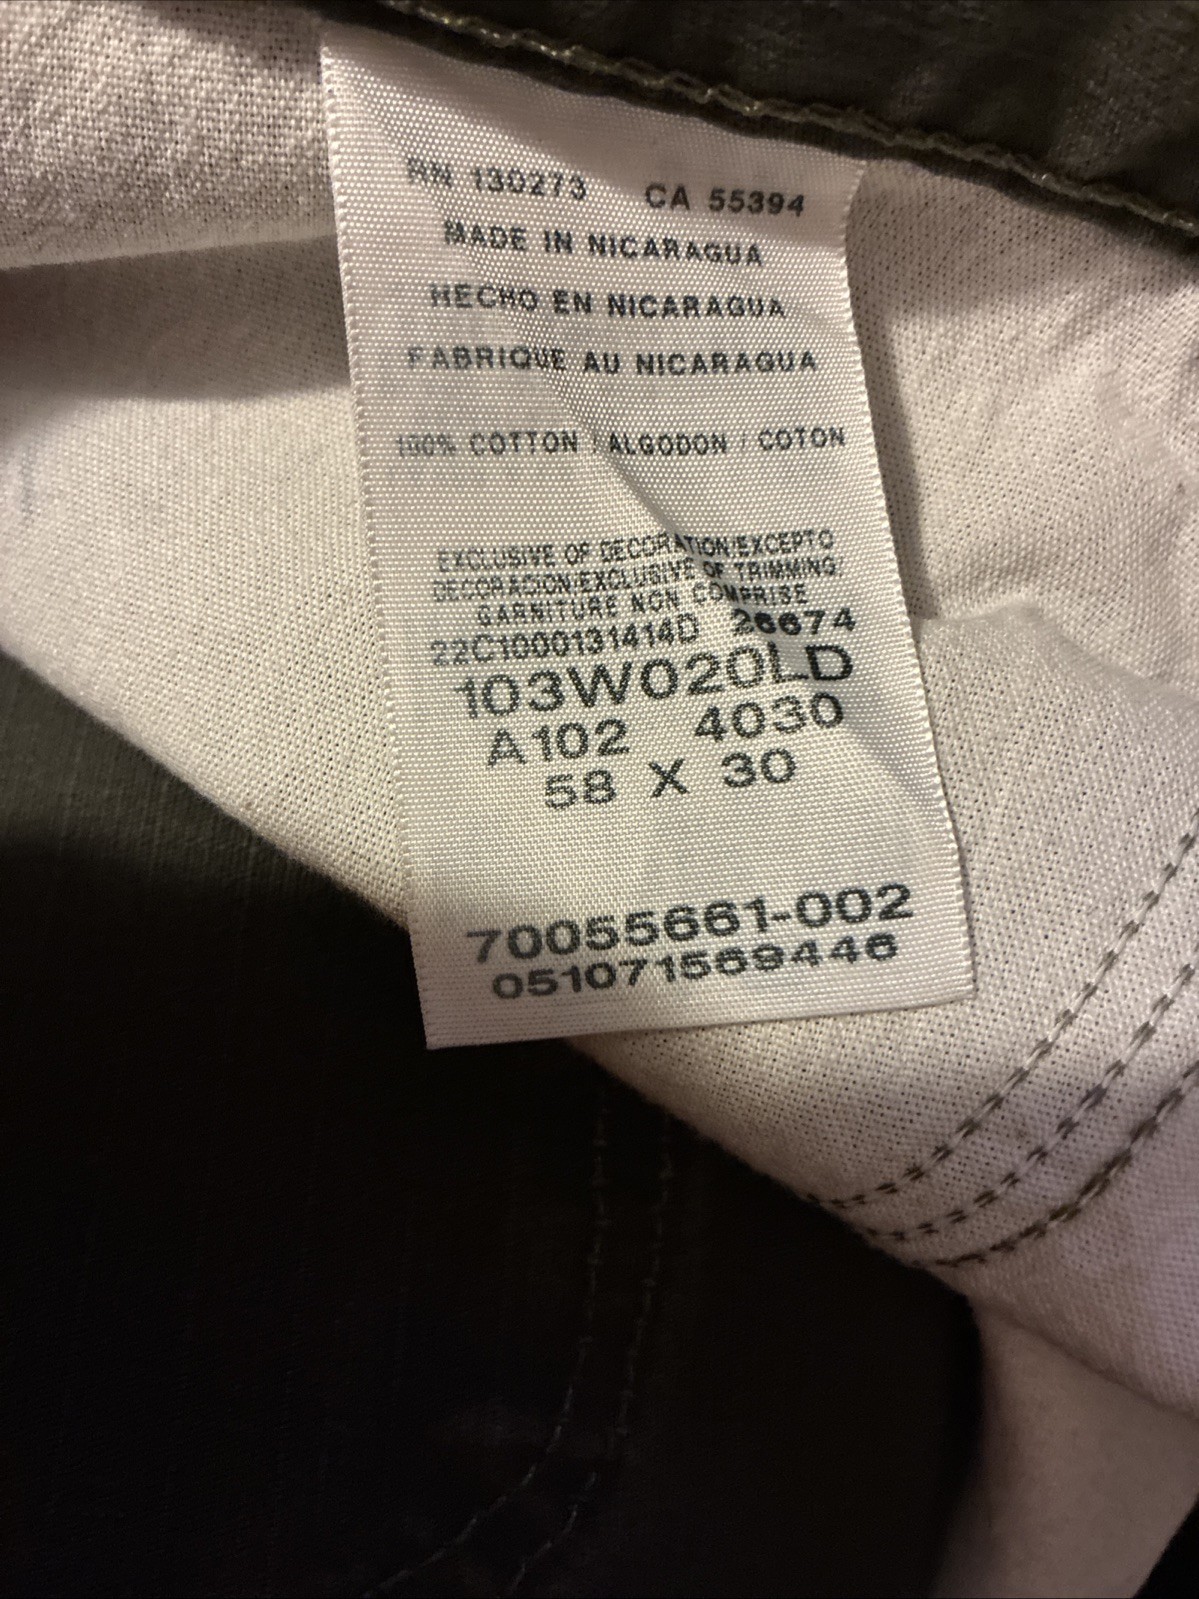 RN 130273 CA 55394
MADE IN NICARAGUA
HECHO EN NICARAGUA
FABRIQUE AU NICARAGUA
100% COTTON / ALGODON / COTON
EXCLUSIVE OF DECORATION/EXCEPTO
DECORACION/EXCLUSIVE OF TRIMMING/
GARNITURE NON COMPRISE
22C1000131414D 26674
103W020LD
A102 4030
58 X 30
70055661-002
051071569446